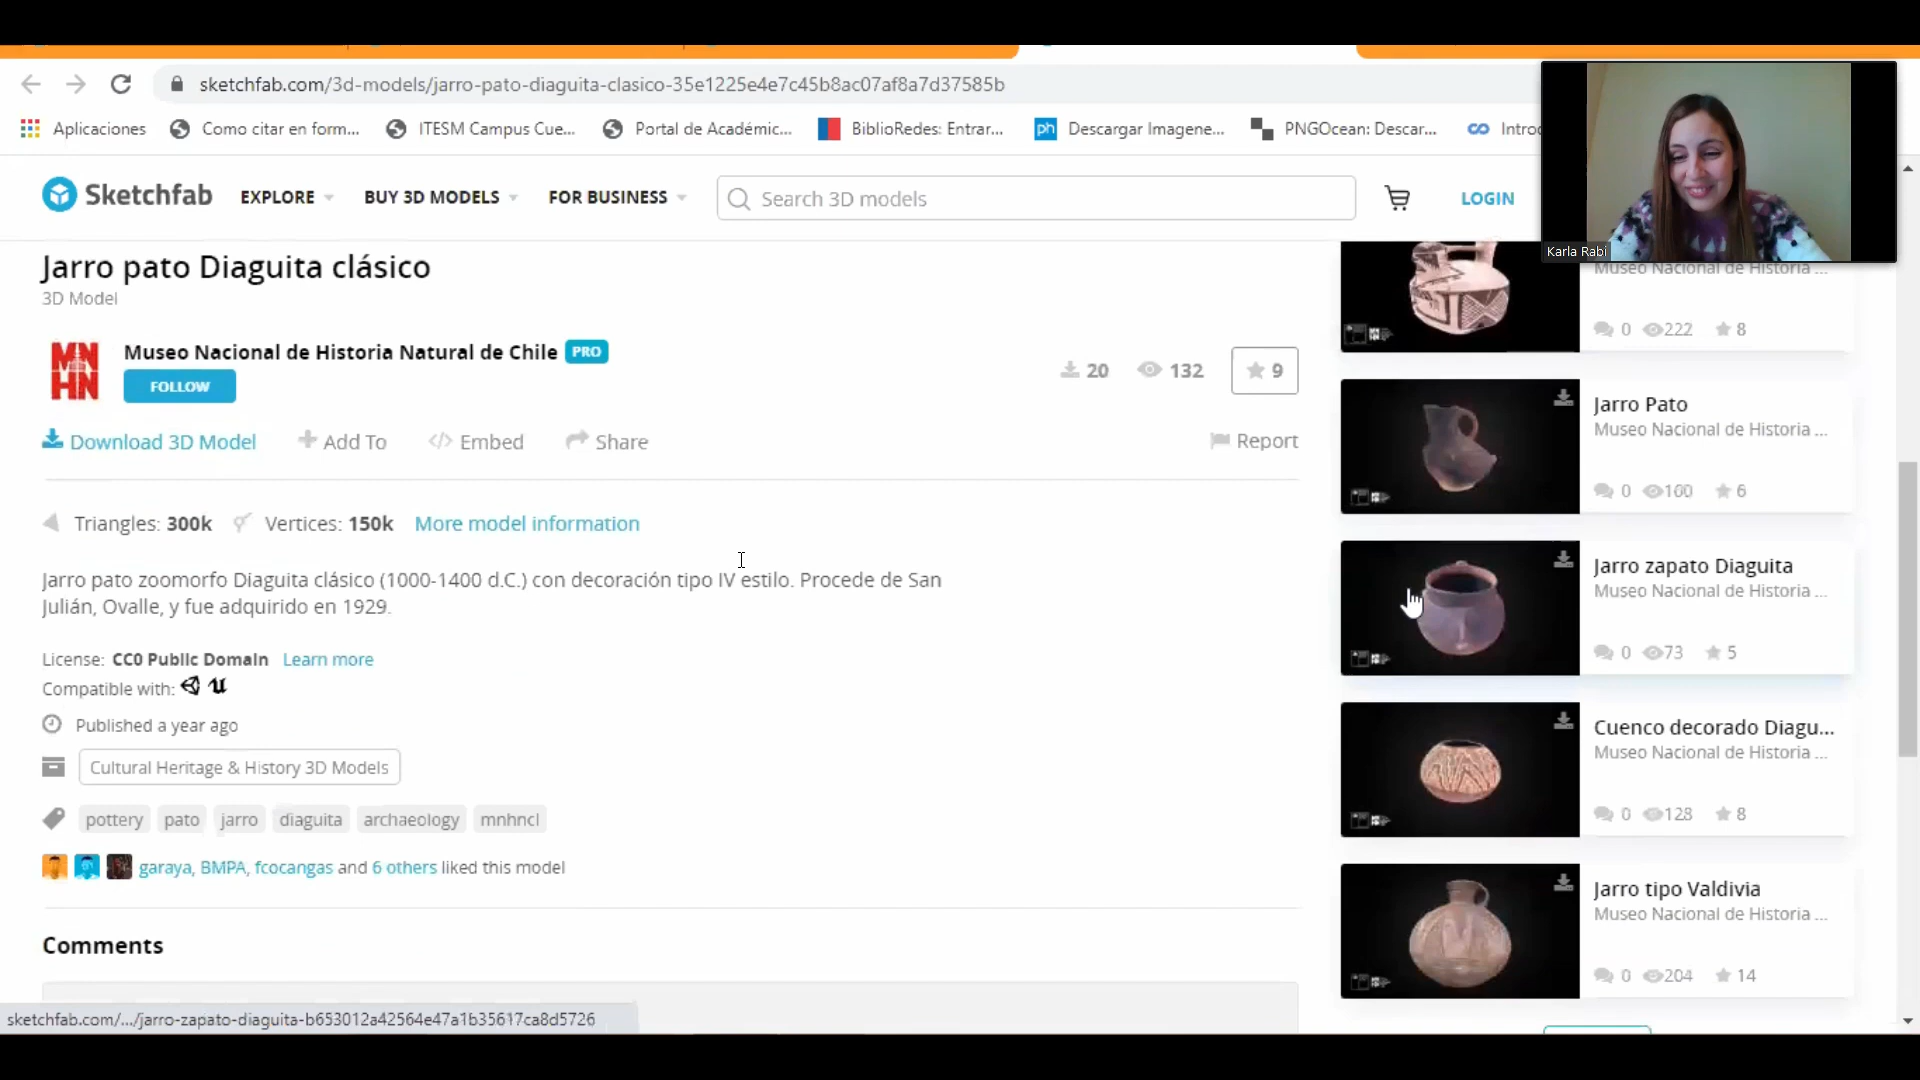 sketchfab.com/3d-models/jarro-pato-diaguita-clasico-35e1225e4e7c45b8ac07af8a7d37585b
Aplicaciones
Como citar en form...
ITESM Campus Cue...
Portal de Académic...
BiblioRedes: Entrar...
ph
Descargar Imagene...
PNGOcean: Descar...
Introd
Karla Rabi
Sketchfab
EXPLORE
BUY 3D MODELS
FOR BUSINESS
Search 3D models
LOGIN
Jarro pato Diaguita clásico
3D Model
MN
HN
Museo Nacional de Historia Natural de Chile PRO
FOLLOW
20
132
9
Download 3D Model
Add To
Embed
Share
Report
Triangles: 300k
Vertices: 150k
More model information
Jarro pato zoomorfo Diaguita clásico (1000-1400 d.C.) con decoración tipo IV estilo. Procede de San
Julián, Ovalle, y fue adquirido en 1929.
License: CC0 Public Domain Learn more
Compatible with:
Published a year ago
Cultural Heritage & History 3D Models
pottery
pato
jarro
diaguita
archaeology
mnhncl
garaya, BMPA, fcocangas and 6 others liked this model
Comments
sketchfab.com/.../jarro-zapato-diaguita-b653012a42564e47a1b35617ca8d5726
Museo Nacional de Historia ...
0 222 8
Jarro Pato
Museo Nacional de Historia ...
0 100 6
Jarro zapato Diaguita
Museo Nacional de Historia ...
0 73 5
Cuenco decorado Diagu...
Museo Nacional de Historia ...
0 128 8
Jarro tipo Valdivia
Museo Nacional de Historia ...
0 204 14